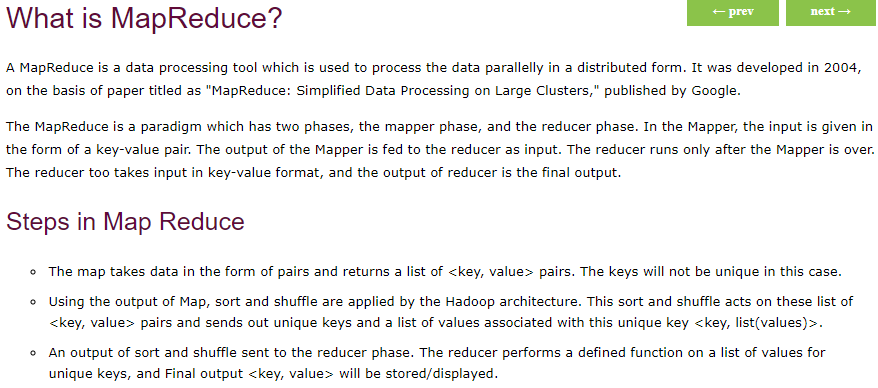 What is MapReduce?
← prev
next →
A MapReduce is a data processing tool which is used to process the data parallelly in a distributed form. It was developed in 2004,
on the basis of paper titled as "MapReduce: Simplified Data Processing on Large Clusters," published by Google.
The MapReduce is a paradigm which has two phases, the mapper phase, and the reducer phase. In the Mapper, the input is given in
the form of a key-value pair. The output of the Mapper is fed to the reducer as input. The reducer runs only after the Mapper is over.
The reducer too takes input in key-value format, and the output of reducer is the final output.
Steps in Map Reduce
The map takes data in the form of pairs and returns a list of <key, value> pairs. The keys will not be unique in this case.
Using the output of Map, sort and shuffle are applied by the Hadoop architecture. This sort and shuffle acts on these list of
<key, value> pairs and sends out unique keys and a list of values associated with this unique key <key, list(values)>.
An output of sort and shuffle sent to the reducer phase. The reducer performs a defined function on a list of values for
unique keys, and Final output <key, value> will be stored/displayed.